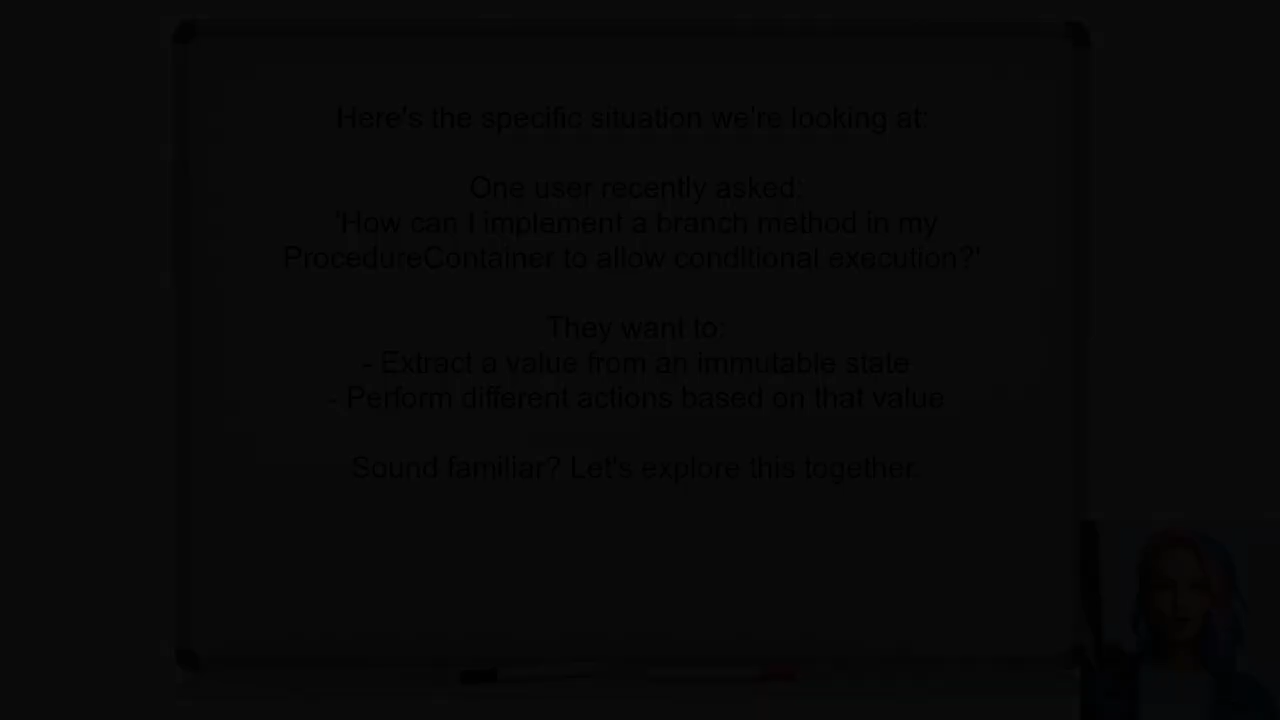 Here's the specific situation we're looking at:
One user recently asked:
'How can I implement a branch method in my
ProcedureContainer to allow conditional execution?'
They want to:
- Extract a value from an immutable state
- Perform different actions based on that value
Sound familiar? Let's explore this together.